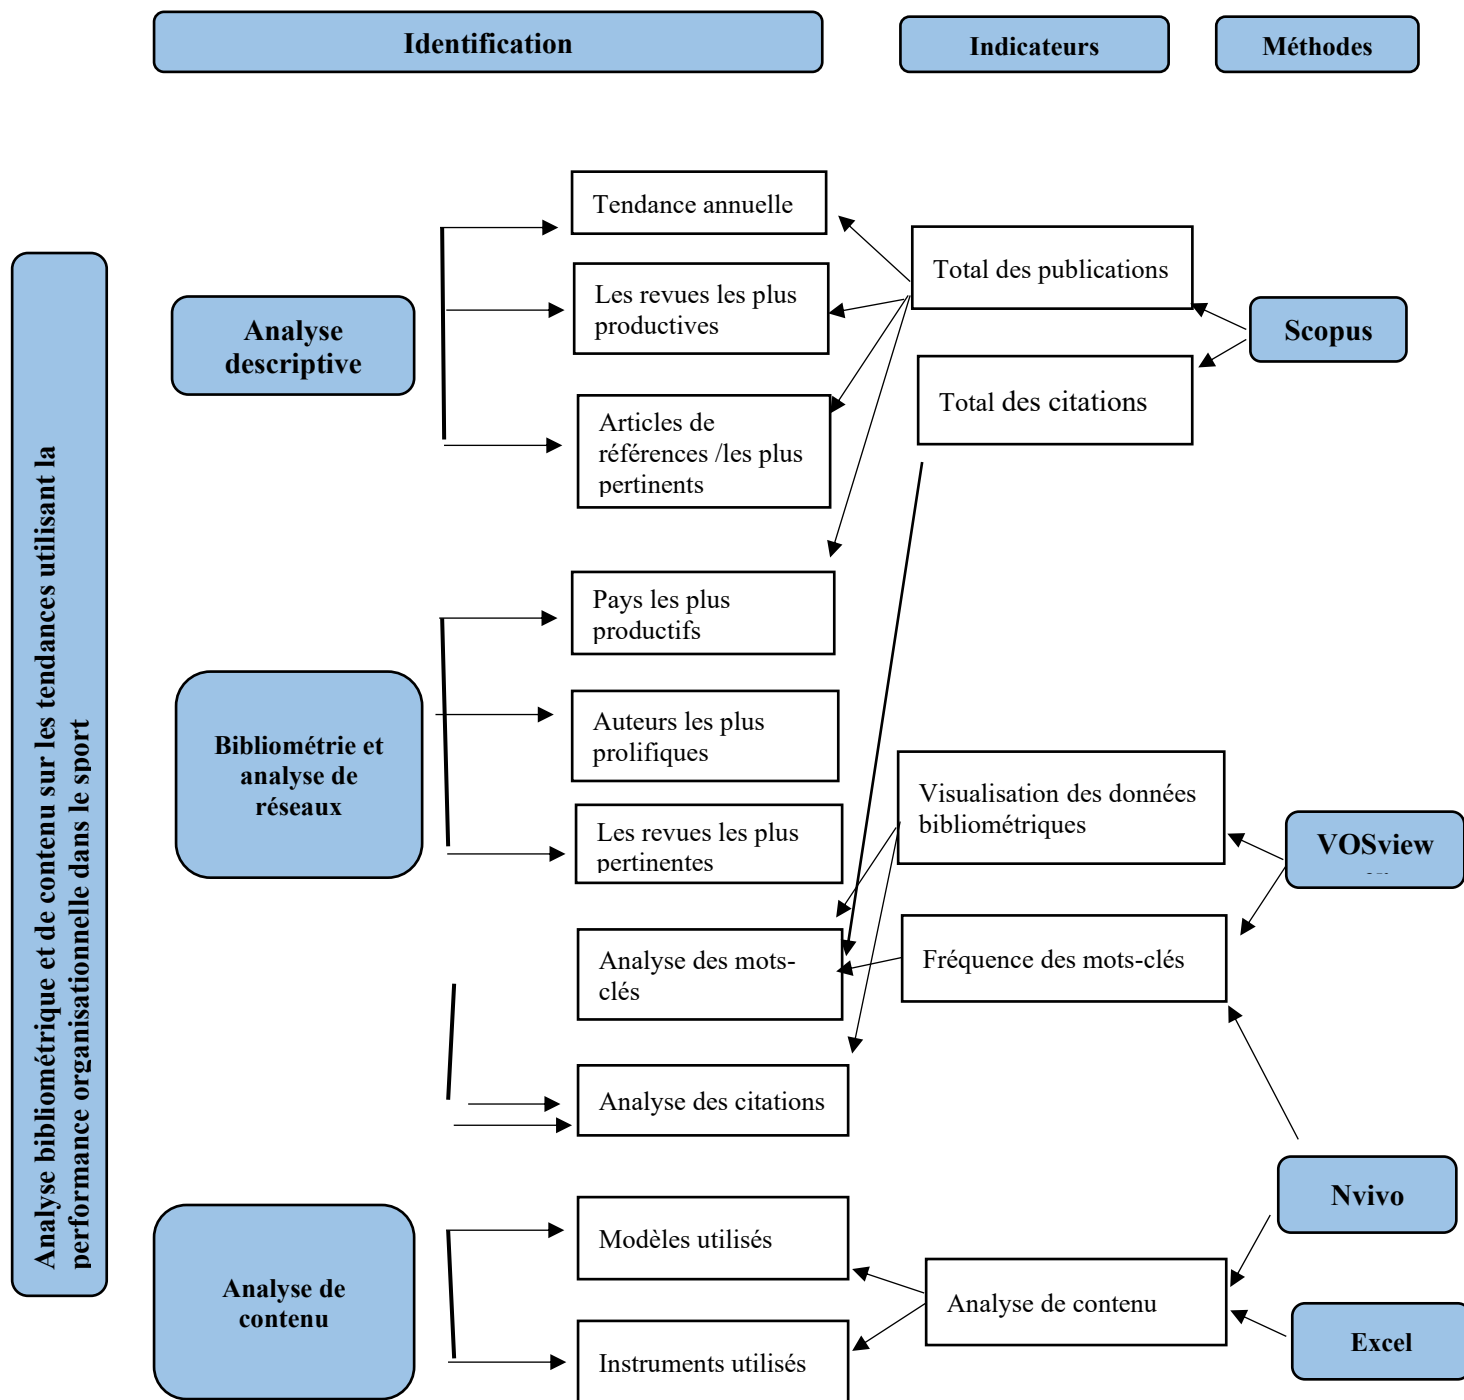 Identification
Indicateurs
Méthodes
Analyse bibliométrique et de contenu sur les tendances utilisant la
performance organisationnelle dans le sport
Analyse
descriptive
Tendance annuelle
Les revues les plus
productives
Articles de
références /les plus
pertinents
Total des publications
Total des citations
Scopus
Bibliométrie et
analyse de
réseaux
Pays les plus
productifs
Auteurs les plus
prolifiques
Les revues les plus
pertinentes
Analyse des mots-
clés
Analyse des citations
Visualisation des données
bibliométriques
Fréquence des mots-clés
VOSview
Nvivo
Analyse de
contenu
Modèles utilisés
Instruments utilisés
Analyse de contenu
Excel